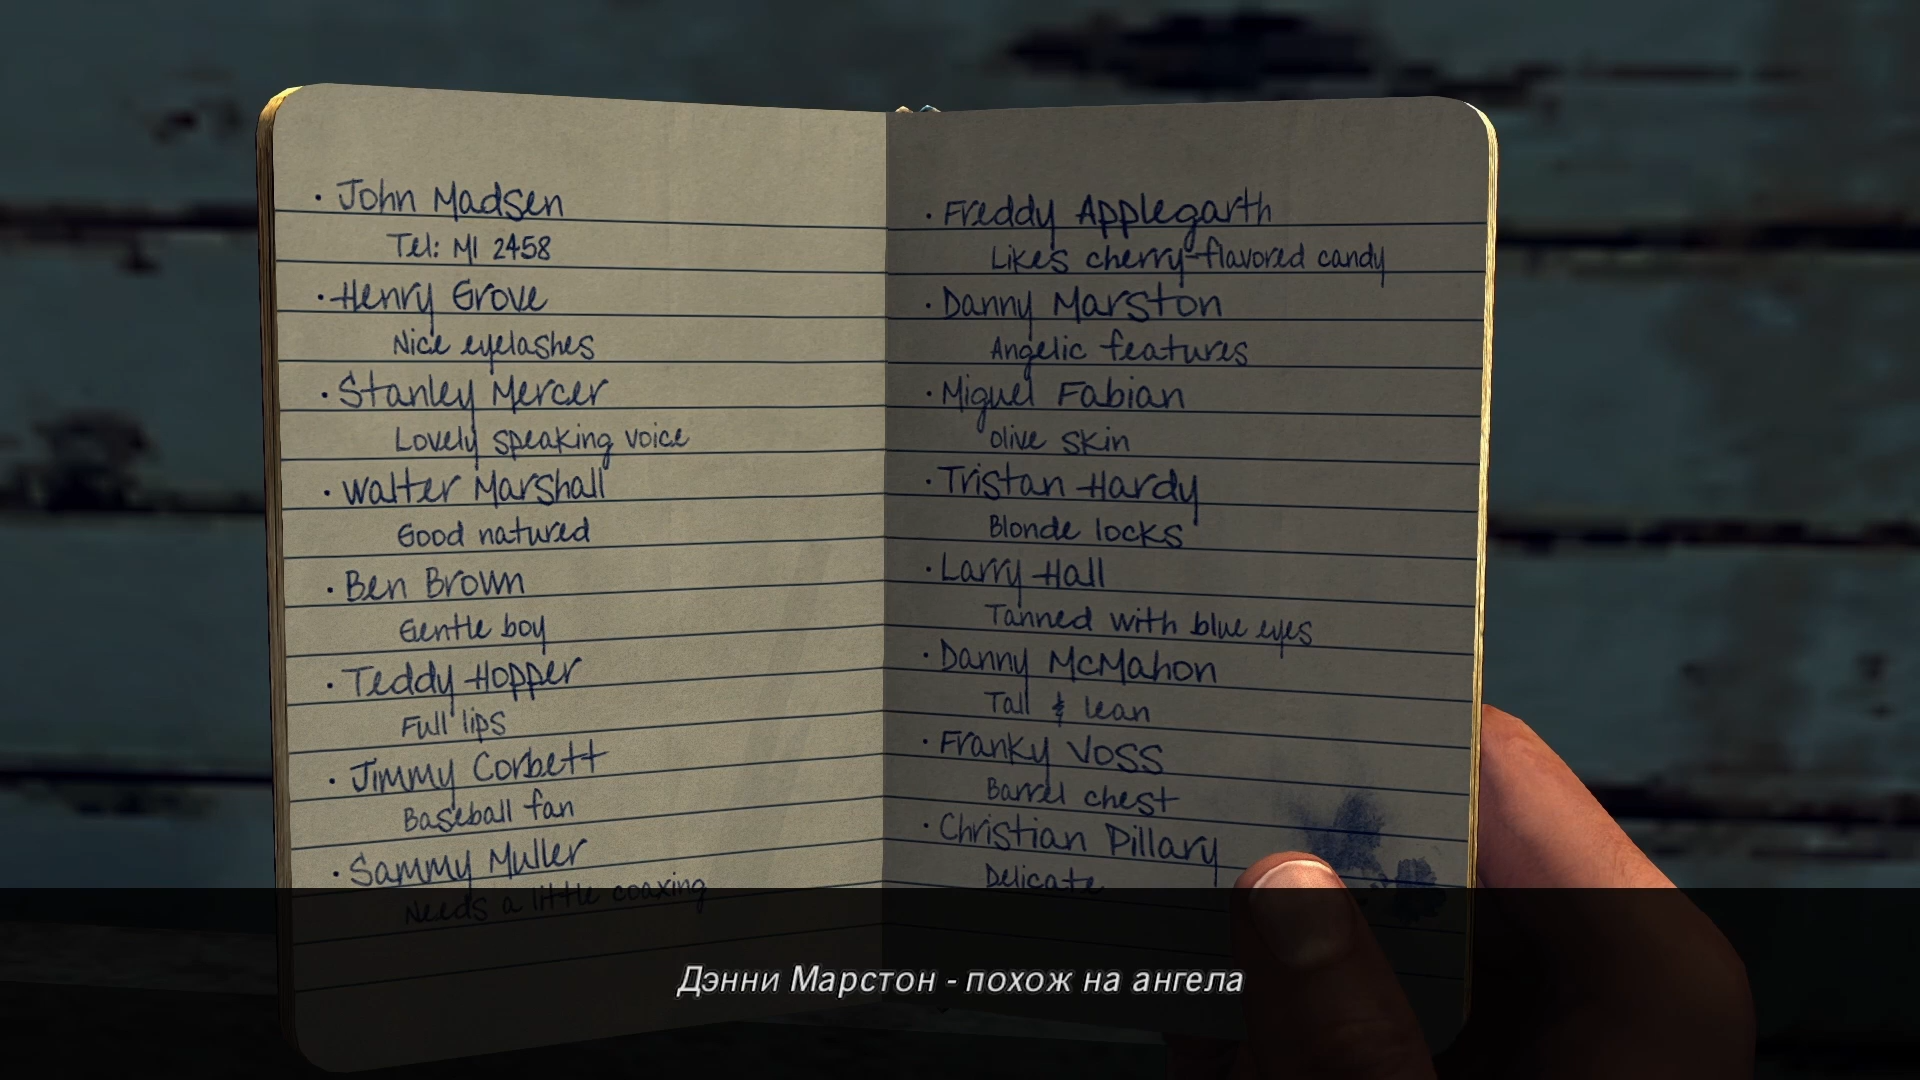 · John Madsen
Tel: MI 2458
· Henry Grove
Nice eyelashes
· Stanley Mercer
Lovely speaking voice
· Walter Marshall
Good natured
· Ben Brown
Gentle boy
· Teddy Hopper
Full lips
· Jimmy Corbett
Baseball fan
· Sammy Muller
Needs a little coaxing
· Freddy Applegarth
Likes cherry-flavored candy
· Danny Marston
Angelic features
· Miguel Fabian
olive skin
· Tristan Hardy
Blonde locks
· Larry Hall
Tanned with blue eyes
· Danny McMahon
Tall & lean
· Franky Voss
Barrel chest
· Christian Pillary
Delicate
Дэнни Марстон - похож на ангела